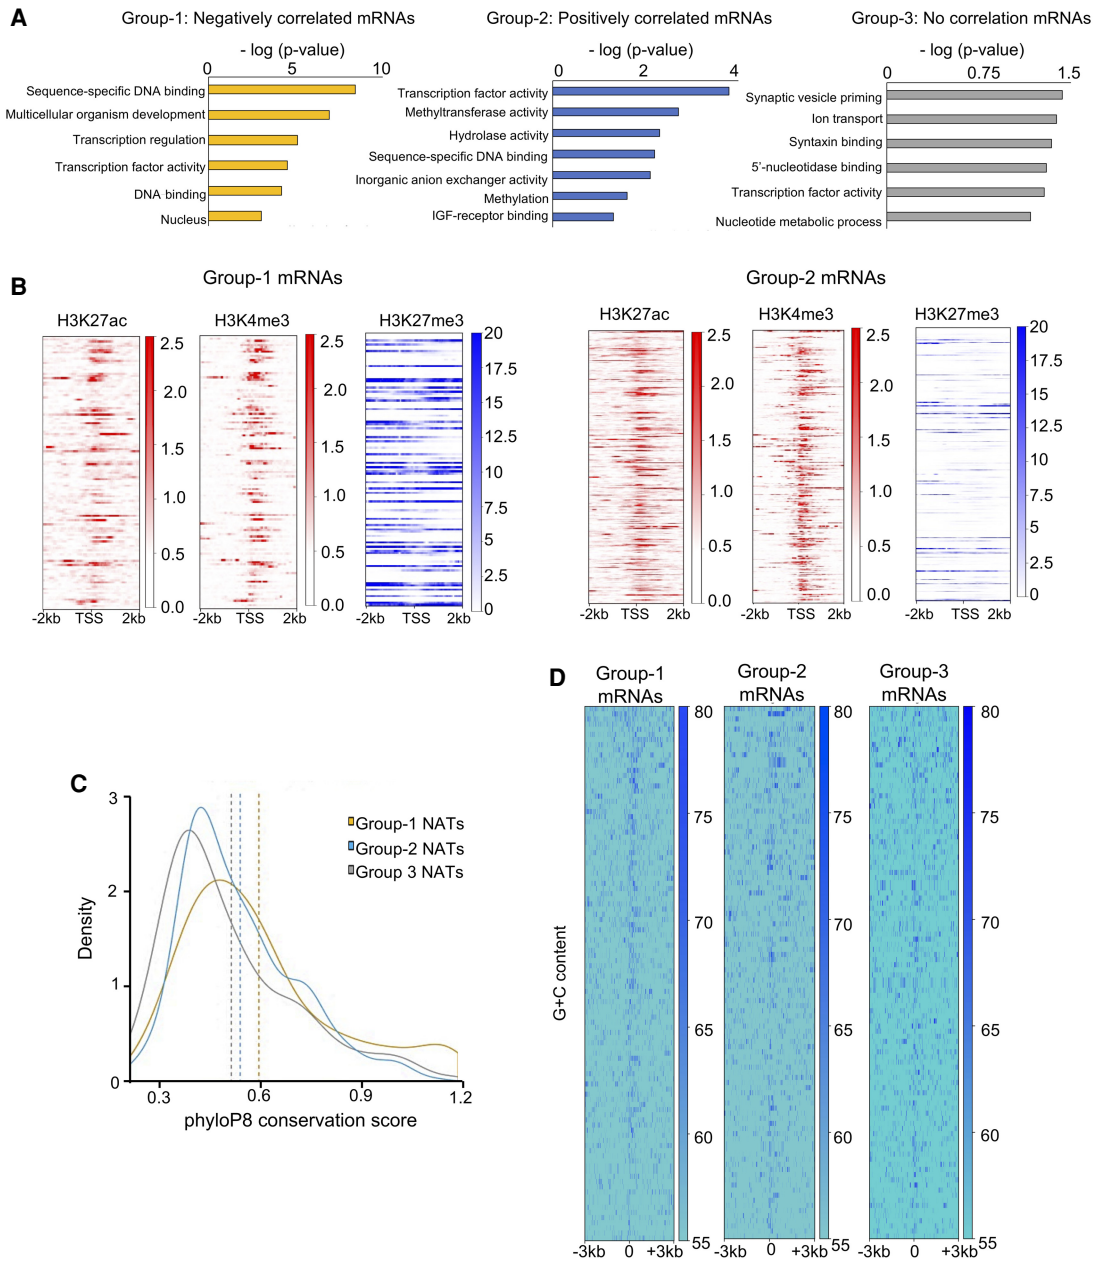 A
Group-1: Negatively correlated mRNAs
- log (p-value)
0 5 10
Sequence-specific DNA binding
Multicellular organism development
Transcription regulation
Transcription factor activity
DNA binding
Nucleus
Group-2: Positively correlated mRNAs
- log (p-value)
0 2 4
Transcription factor activity
Methyltransferase activity
Hydrolase activity
Sequence-specific DNA binding
Inorganic anion exchanger activity
Methylation
IGF-receptor binding
Group-3: No correlation mRNAs
- log (p-value)
0 0.75 1.5
Synaptic vesicle priming
Ion transport
Syntaxin binding
5'-nucleotidase binding
Transcription factor activity
Nucleotide metabolic process
B
Group-1 mRNAs
H3K27ac
2.5
2.0
1.5
1.0
0.5
0.0
-2kb TSS 2kb
H3K4me3
2.5
2.0
1.5
1.0
0.5
0.0
-2kb TSS 2kb
H3K27me3
20
17.5
15
12.5
10
7.5
5
2.5
0
-2kb TSS 2kb
Group-2 mRNAs
H3K27ac
2.5
2.0
1.5
1.0
0.5
0.0
-2kb TSS 2kb
H3K4me3
2.5
2.0
1.5
1.0
0.5
0.0
-2kb TSS 2kb
H3K27me3
20
17.5
15
12.5
10
7.5
5
2.5
0
-2kb TSS 2kb
C
3
2
1
0
Density
0.3 0.6 0.9 1.2
phyloP8 conservation score
Group-1 NATs
Group-2 NATs
Group 3 NATs
D
G+C content
Group-1
mRNAs
80
75
70
65
60
55
-3kb 0 +3kb
Group-2
mRNAs
80
75
70
65
60
55
-3kb 0 +3kb
Group-3
mRNAs
80
75
70
65
60
55
-3kb 0 +3kb